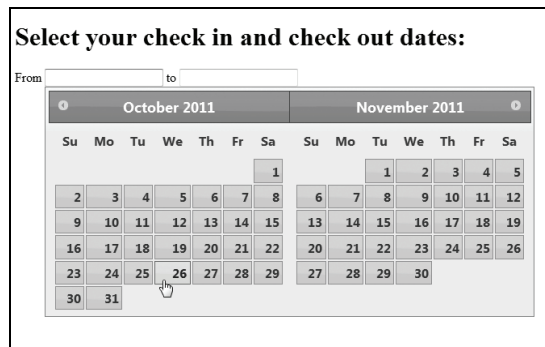 Select your check in and check out dates:
From to
October 2011 November 2011
Su Mo Tu We Th Fr Sa Su Mo Tu We Th Fr Sa
1 1 2 3 4 5
2 3 4 5 6 7 8 6 7 8 9 10 11 12
9 10 11 12 13 14 15 13 14 15 16 17 18 19
16 17 18 19 20 21 22 20 21 22 23 24 25 26
23 24 25 26 27 28 29 27 28 29 30
30 31